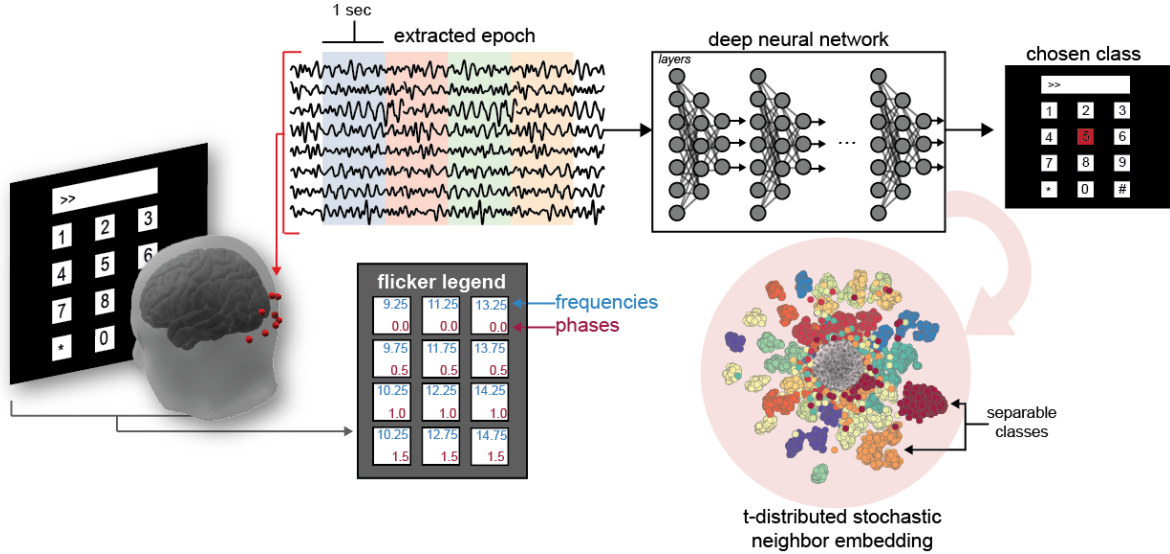 1 sec
extracted epoch
deep neural network
layers
...
chosen class
>>
1 2 3
4 5 6
7 8 9
* 0 #
>>
1 2 3
4 5 6
7 8
* 0
flicker legend
9.25 11.25 13.25
0.0 0.0 0.0
9.75 11.75 13.75
0.5 0.5 0.5
10.25 12.25 14.25
1.0 1.0 1.0
10.25 12.75 14.75
1.5 1.5 1.5
frequencies
phases
separable
classes
t-distributed stochastic
neighbor embedding